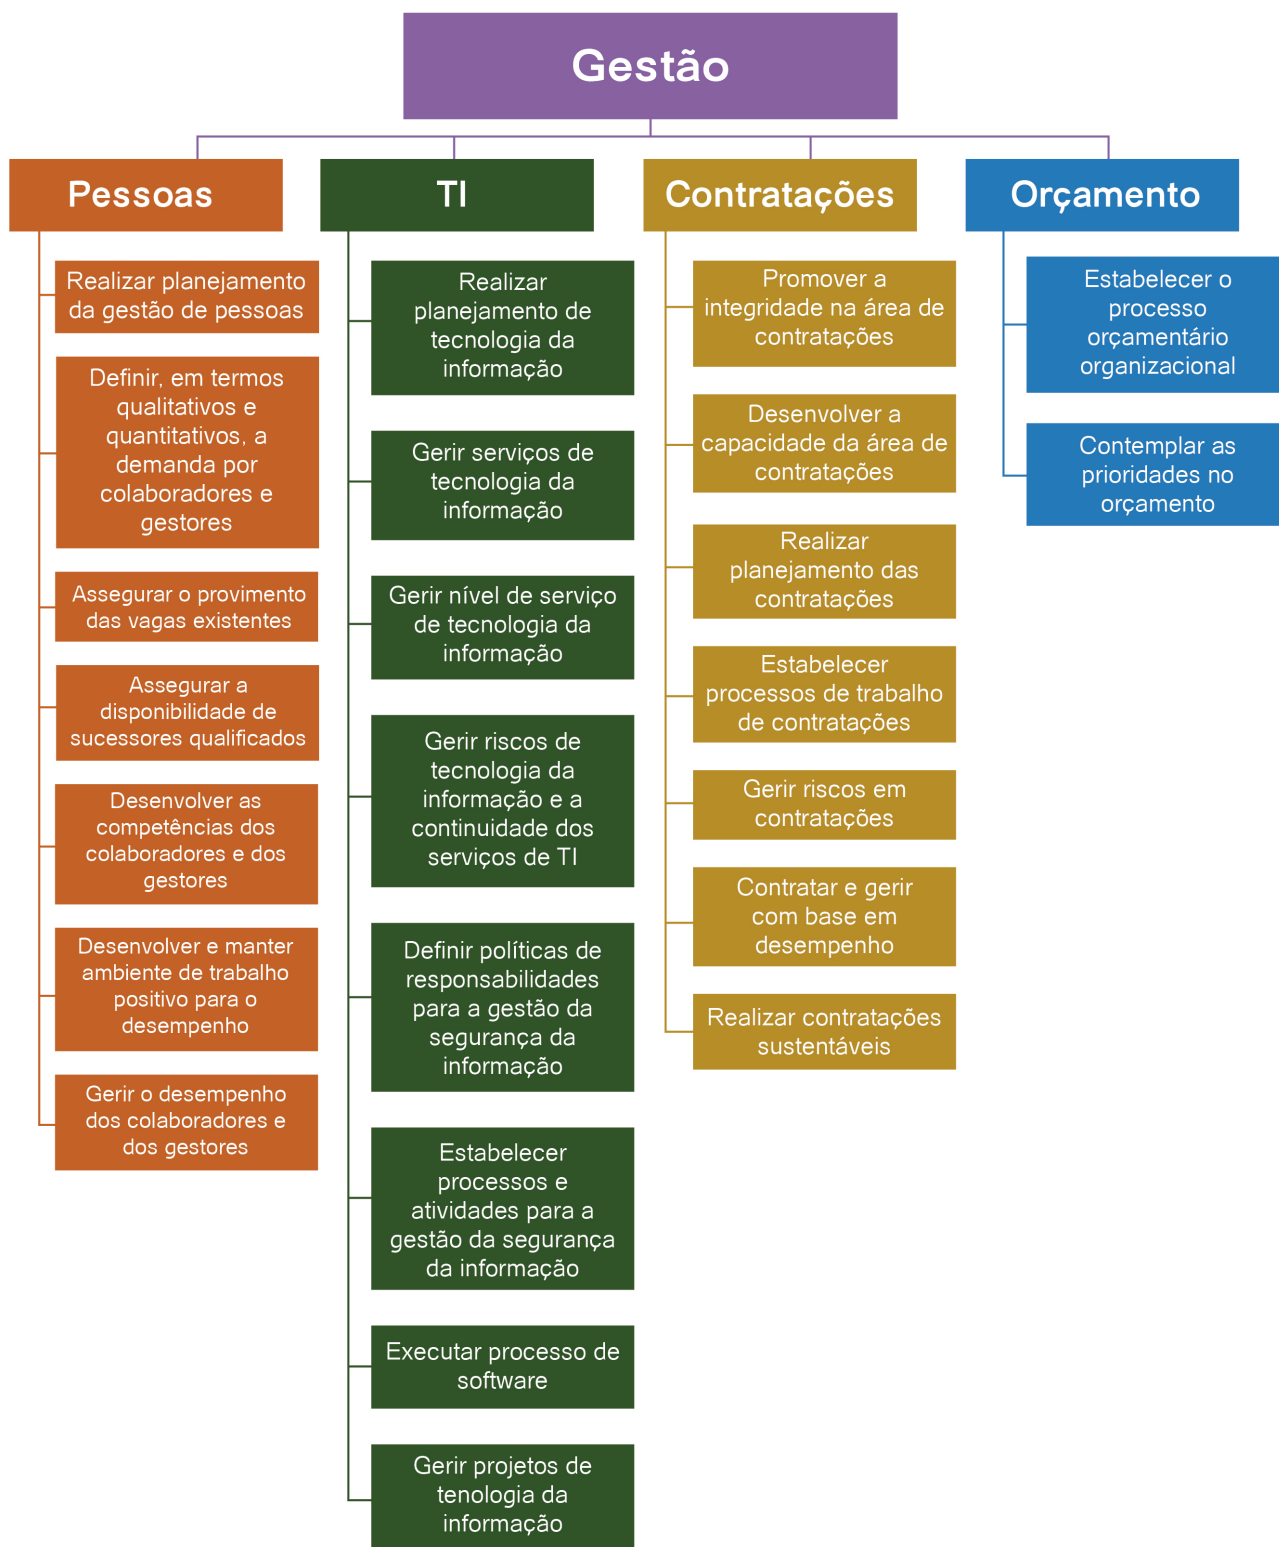 Gestão
Pessoas
Realizar planejamento
da gestão de pessoas
Definir, em termos
qualitativos e
quantitativos, a
demanda por
colaboradores e
gestores
Assegurar o provimento
das vagas existentes
Assegurar a
disponibilidade de
sucessores qualificados
Desenvolver as
competências dos
colaboradores e dos
gestores
Desenvolver e manter
ambiente de trabalho
positivo para o
desempenho
Gerir o desempenho
dos colaboradores e
dos gestores
TI
Realizar
planejamento de
tecnologia da
informação
Gerir serviços de
tecnologia da
informação
Gerir nível de serviço
de tecnologia da
informação
Gerir riscos de
tecnologia da
informação e a
continuidade dos
serviços de TI
Definir políticas de
responsabilidades
para a gestão da
segurança da
informação
Estabelecer
processos e
atividades para a
gestão da segurança
da informação
Executar processo de
software
Gerir projetos de
tenologia da
informação
Contratações
Promover a
integridade na área de
contratações
Desenvolver a
capacidade da área de
contratações
Realizar
planejamento das
contratações
Estabelecer
processos de trabalho
de contratações
Gerir riscos em
contratações
Contratar e gerir
com base em
desempenho
Realizar contratações
sustentáveis
Orçamento
Estabelecer o
processo
orçamentário
organizacional
Contemplar as
prioridades no
orçamento